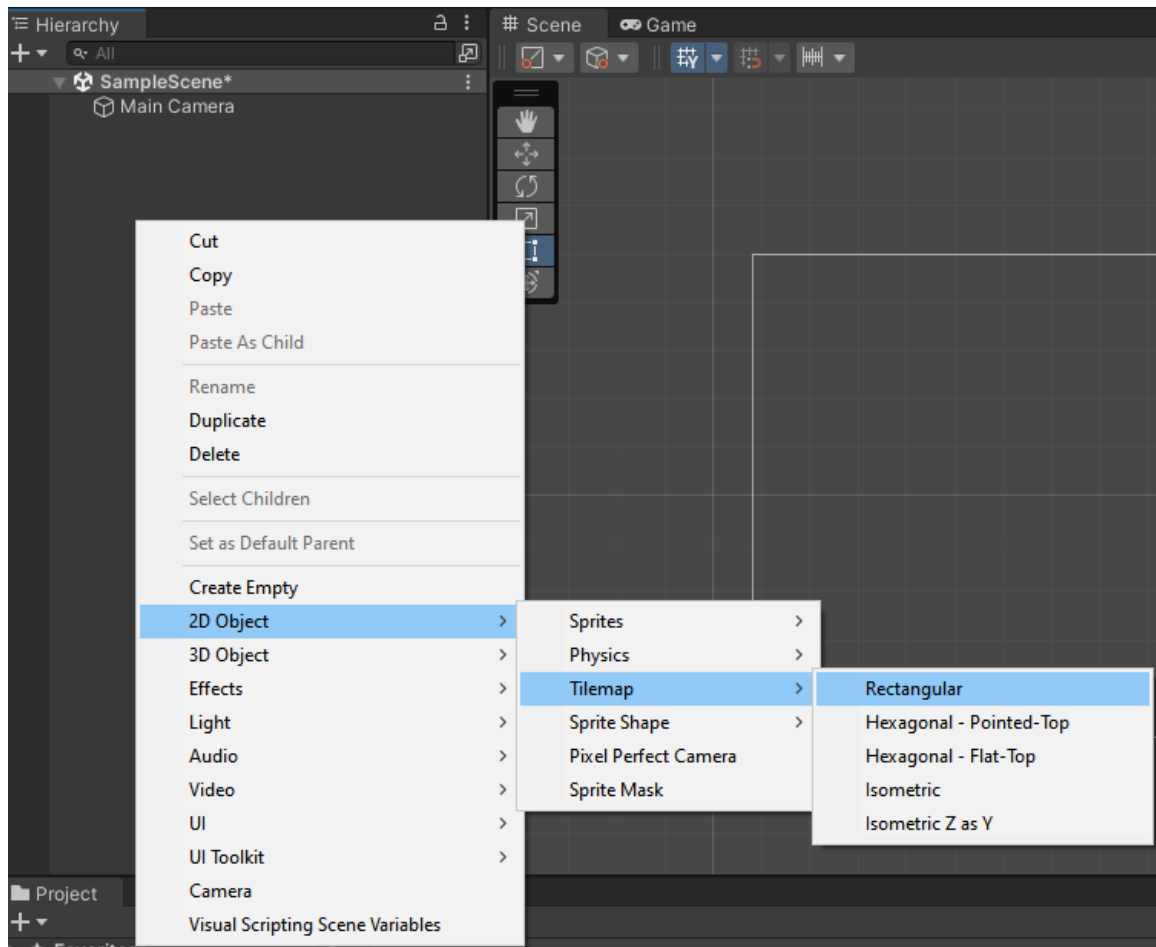 Hierarchy
Scene
Game
All
SampleScene*
Main Camera
Cut
Copy
Paste
Paste As Child
Rename
Duplicate
Delete
Select Children
Set as Default Parent
Create Empty
2D Object
3D Object
Effects
Light
Audio
Video
UI
UI Toolkit
Camera
Visual Scripting Scene Variables
Sprites
Physics
Tilemap
Sprite Shape
Pixel Perfect Camera
Sprite Mask
Rectangular
Hexagonal - Pointed-Top
Hexagonal - Flat-Top
Isometric
Isometric Z as Y
Project